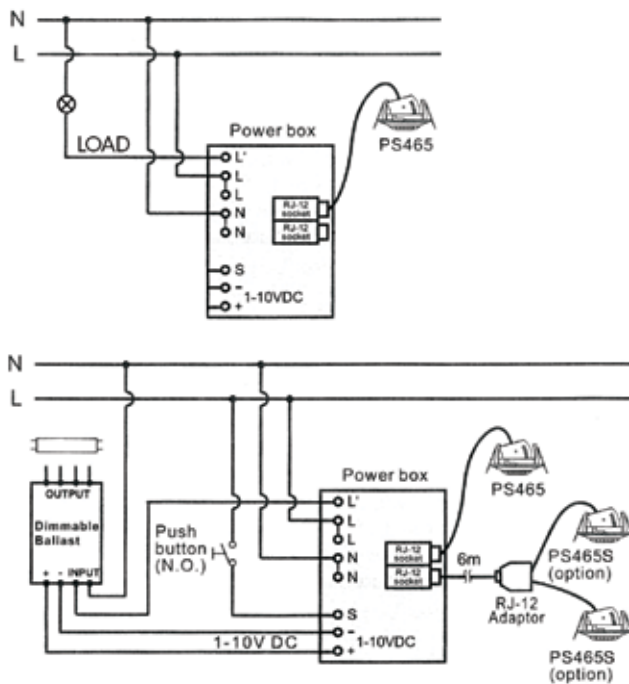 N
L
LOAD
Power box
PS465
L'
L
L
N
N
S
-
+
1-10VDC
RJ-12
socket
RJ-12
socket
N
L
OUTPUT
Dimmable
Ballast
+ - INPUT
Push
button
(N.O.)
1-10V DC
Power box
L'
L
L
N
N
S
-
+
1-10VDC
RJ-12
socket
RJ-12
socket
PS465
6m
RJ-12
Adaptor
PS465S
(option)
PS465S
(option)